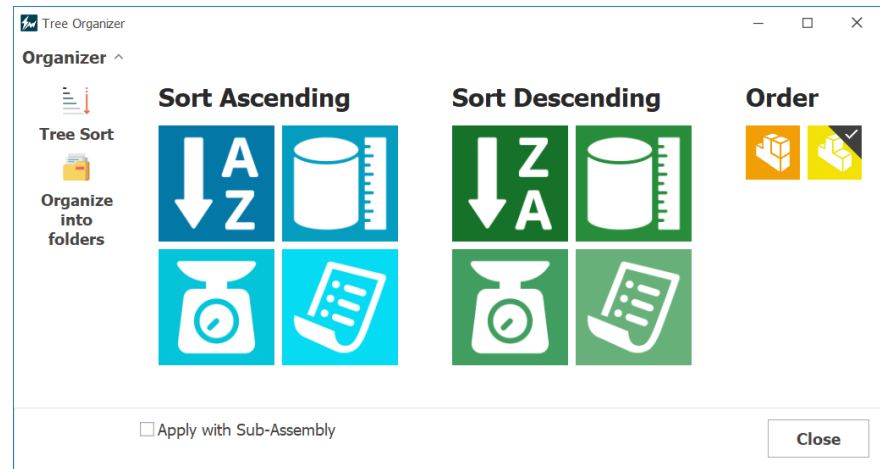 Tree Organizer
Organizer
Tree Sort
Organize
into
folders
Sort Ascending
A
Z
Sort Descending
Z
A
Order
Apply with Sub-Assembly
Close